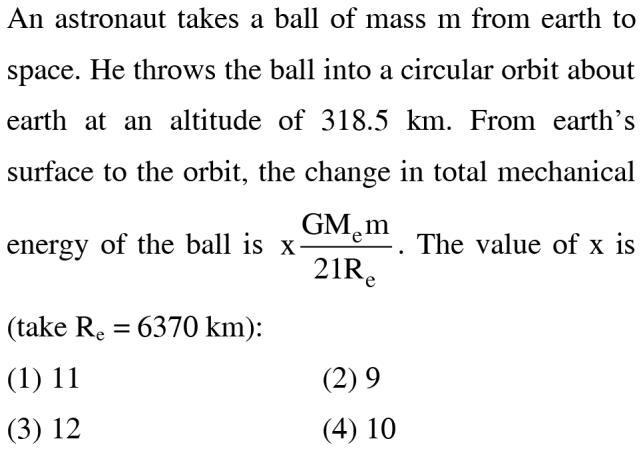 An astronaut takes a ball of mass m from earth to
space. He throws the ball into a circular orbit about
earth at an altitude of 318.5 km. From earth’s
surface to the orbit, the change in total mechanical
energy of the ball is x GMₑm/21Rₑ. The value of x is
(take Rₑ = 6370 km):
(1) 11 (2) 9
(3) 12 (4) 10